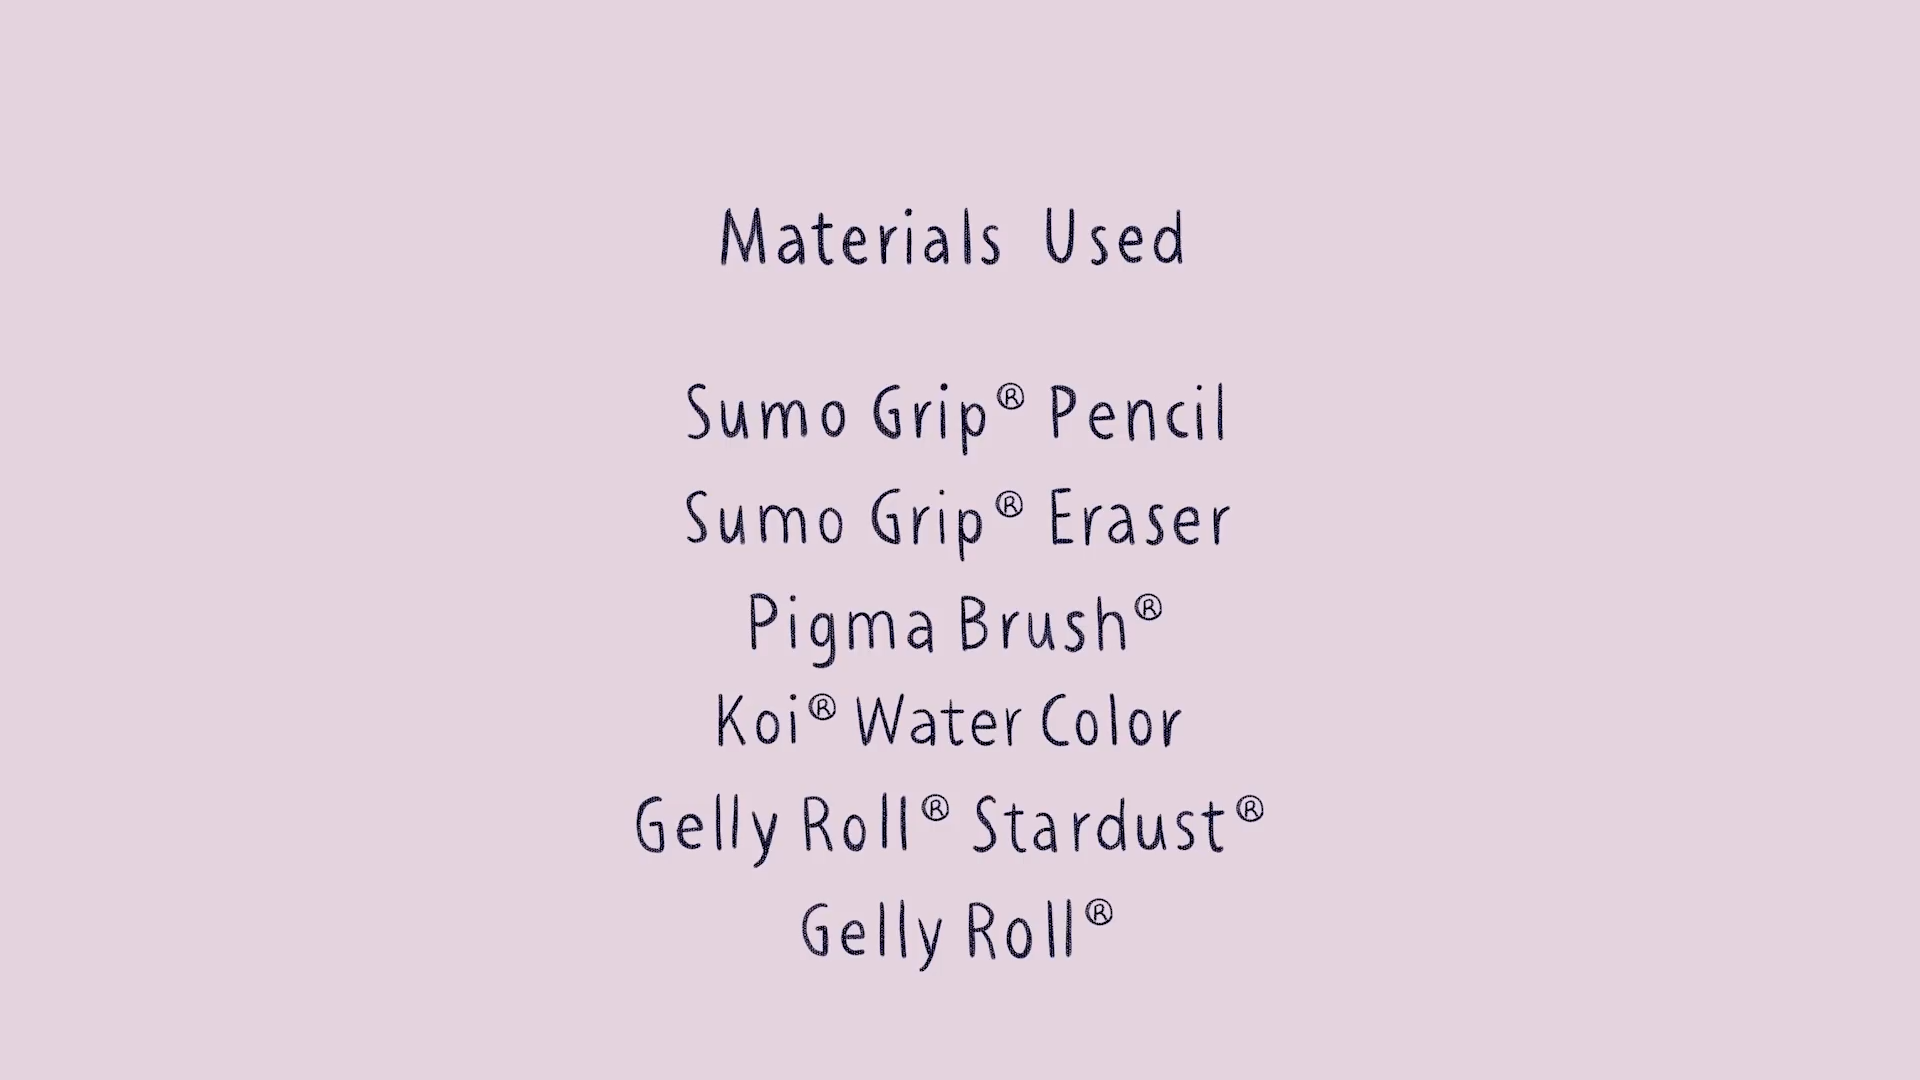 Materials Used
Sumo Grip® Pencil
Sumo Grip® Eraser
Pigma Brush®
Koi® Water Color
Gelly Roll® Stardust®
Gelly Roll®